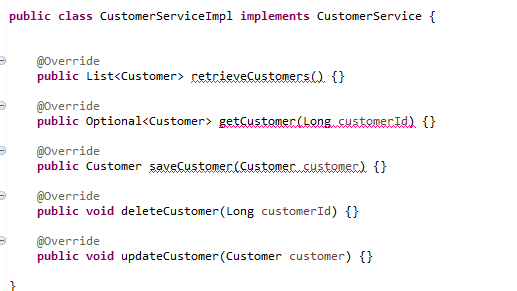 public class CustomerServiceImpl implements CustomerService {
@Override
public List<Customer> retrieveCustomers() {}
@Override
public Optional<Customer> getCustomer(Long customerId) {}
@Override
public Customer saveCustomer(Customer customer) {}
@Override
public void deleteCustomer(Long customerId) {}
@Override
public void updateCustomer(Customer customer) {}
}